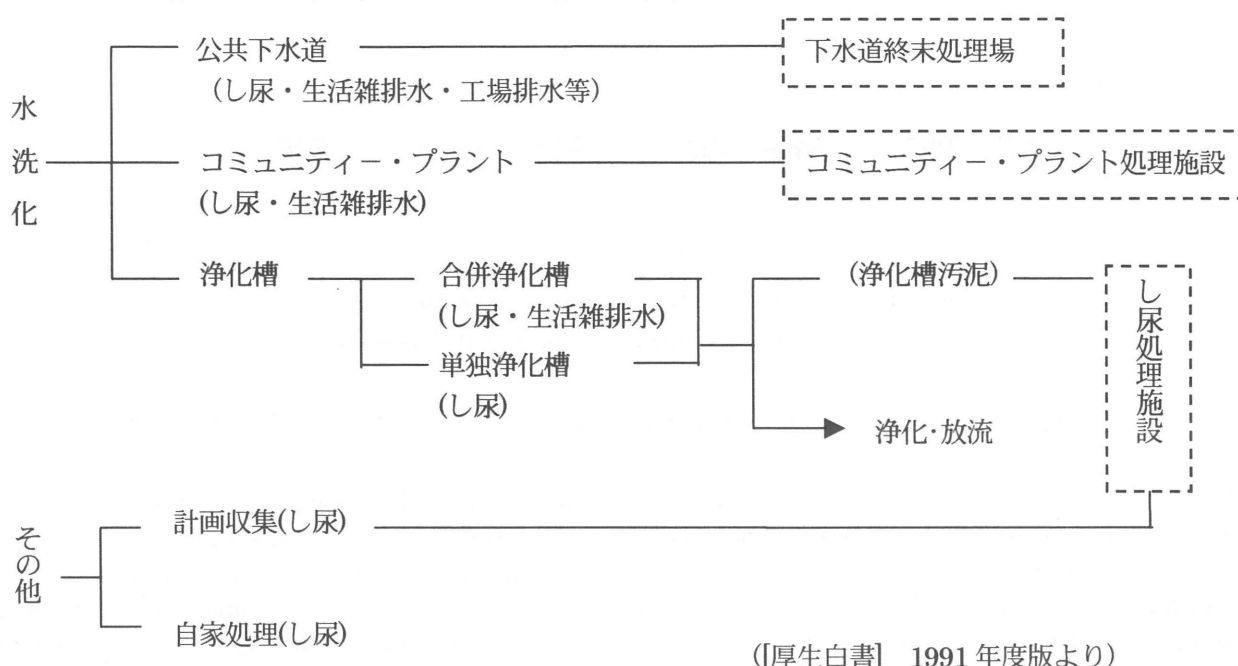 水洗化
公共下水道
(し尿・生活雑排水・工場排水等)
下水道終末処理場
コミュニティー・プラント
(し尿・生活雑排水)
コミュニティー・プラント処理施設
浄化槽
合併浄化槽
(し尿・生活雑排水)
単独浄化槽
(し尿)
(浄化槽汚泥)
浄化・放流
し尿処理施設
その他
計画収集(し尿)
自家処理(し尿)
([厚生白書] 1991年度版より)